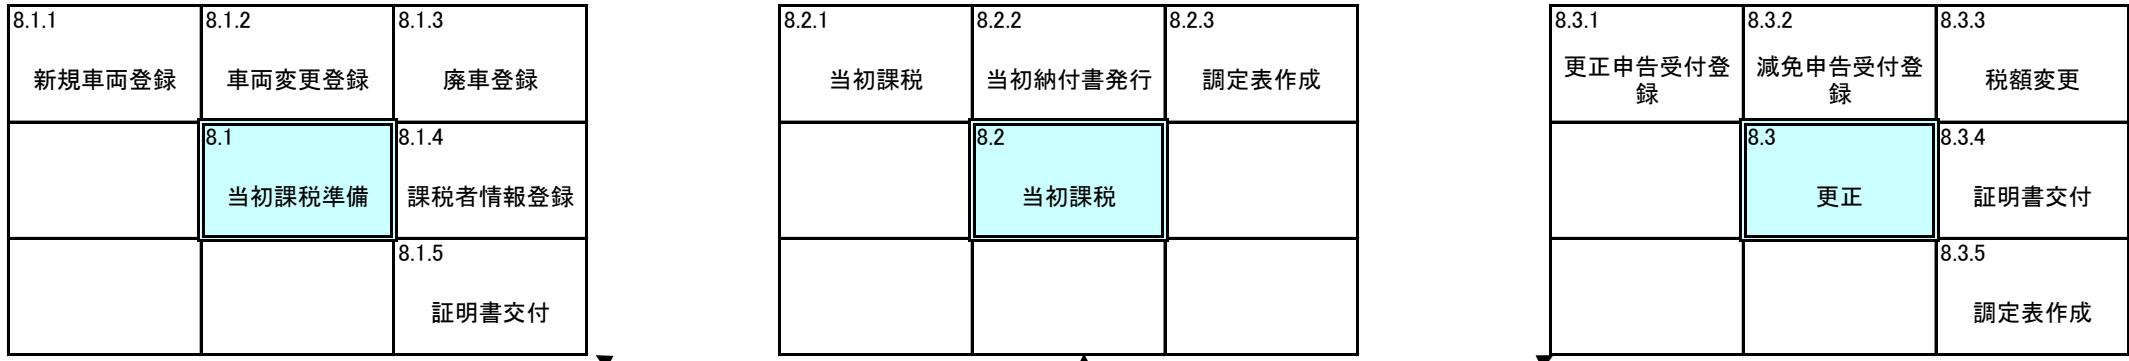 8.1.1
8.1.2
8.1.3
新規車両登録
車両変更登録
廃車登録
8.1
8.1.4
当初課税準備
課税者情報登録
8.1.5
証明書交付
8.2.1
8.2.2
8.2.3
当初課税
当初納付書発行
調定表作成
8.2
当初課税
8.3.1
8.3.2
8.3.3
更正申告受付登
録
減免申告受付登
録
税額変更
8.3
8.3.4
更正
証明書交付
8.3.5
調定表作成